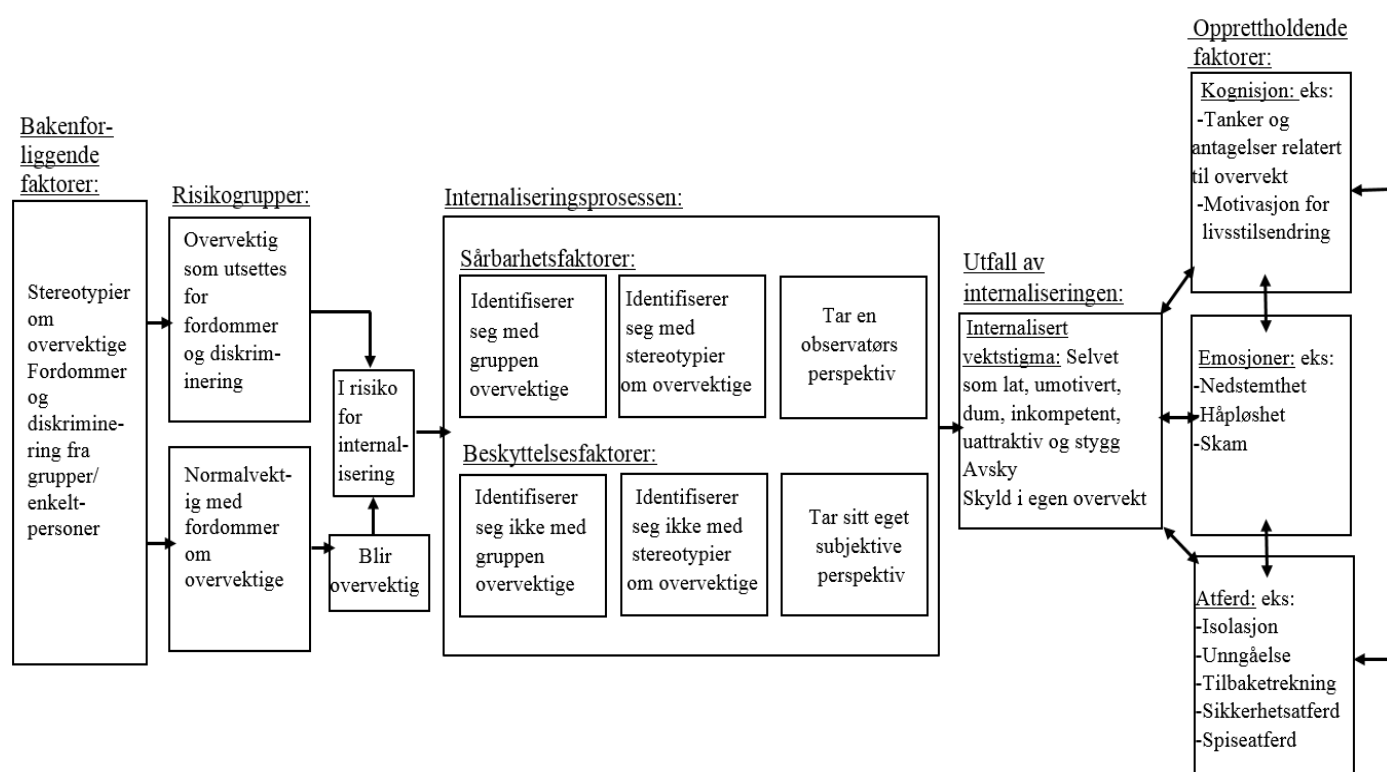 Bakenfor-
liggende
faktorer:
Stereotypier
om
overvektige
Fordommer
og
diskrimine-
ring fra
grupper/
enkelt-
personer
Risikogrupper:
Overvektig
som utsettes
for
fordommer
og diskrim-
inering
Normalvekt-
ig med
fordommer
om
overvektige
I risiko
for
internal-
isering
Blir
overvektig
Internaliseringsprosessen:
Sårbarhetsfaktorer:
Identifiserer
seg med
gruppen
overvektige
Identifiserer
seg med
stereotypier
om overvektige
Tar en
observatørs
perspektiv
Beskyttelsesfaktorer:
Identifiserer
seg ikke med
gruppen
overvektige
Identifiserer
seg ikke med
stereotypier
om overvektige
Tar sitt eget
subjektive
perspektiv
Utfall av
internaliseringen:
Internalisert
vektstigma: Selvet
som lat, umotivert,
dum, inkompetent,
uattraktiv og stygg
Avsky
Skyld i egen overvekt
Opprettholdende
faktorer:
Kognisjon: eks:
-Tanker og
antagelser relatert
til overvekt
-Motivasjon for
livsstilsendring
Emosjoner: eks:
-Nedstemthet
-Håpløshet
-Skam
Atferd: eks:
-Isolasjon
-Unngåelse
-Tilbaketrekning
-Sikkerhetsatferd
-Spiseatferd